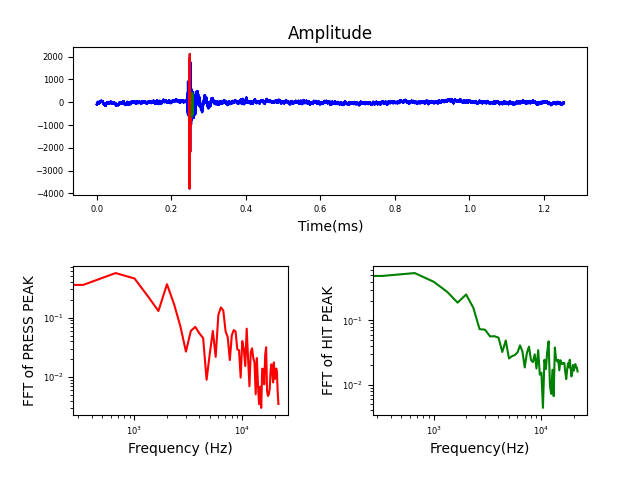 Amplitude
2000
1000
0
−1000
−2000
−3000
−4000
0.0 0.2 0.4 0.6 0.8 1.0 1.2
Time(ms)
FFT of PRESS PEAK
10⁻¹
10⁻²
10³ 10⁴
Frequency (Hz)
FFT of HIT PEAK
10⁻¹
10⁻²
10³ 10⁴
Frequency(Hz)